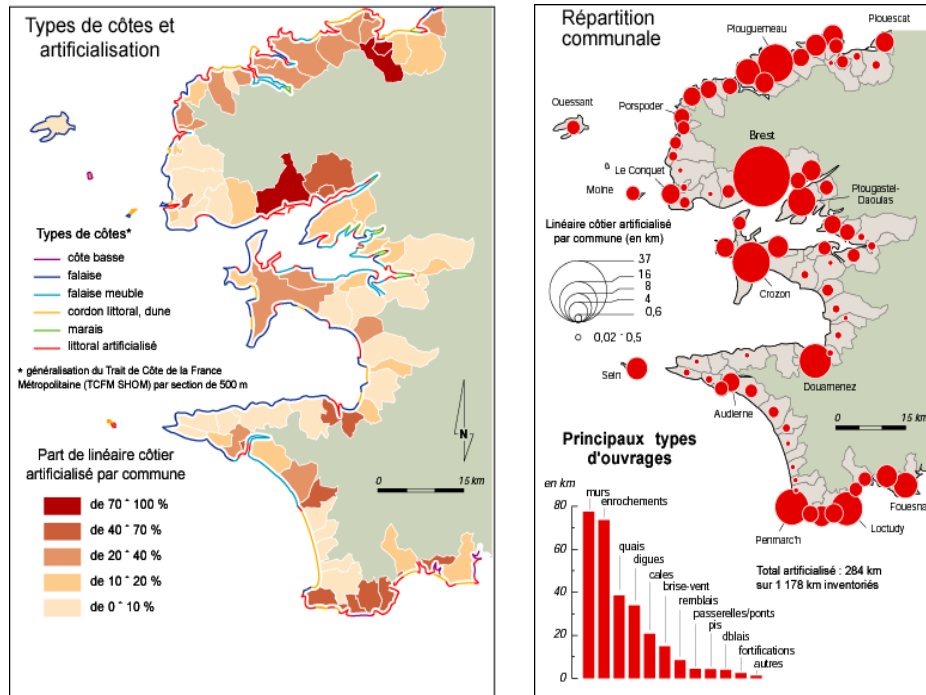 Types de côtes et
artificialisation
Types de côtes*
côte basse
falaise
falaise meuble
cordon littoral, dune
marais
littoral artificialisé
* généralisation du Trait de Côte de la France
Métropolitaine (TCFM SHOM) par section de 500 m
N
0 15 km
Part de linéaire côtier
artificialisé par commune
de 70 ˆ 100 %
de 40 ˆ 70 %
de 20 ˆ 40 %
de 10 ˆ 20 %
de 0 ˆ 10 %
Répartition
communale
Plouescat
Plouguerneau
Ouessant
Porspoder
Brest
Le Conquet
Molne
Plougastel-
Daoulas
Linéaire côtier artificialisé
par commune (en km)
37
16
8
4
0,6
0,02 ˆ 0,5
Crozon
Sein
Douarnenez
Audierne
0 15 km
Principaux types
d'ouvrages
en km
80
60
40
20
0
murs
enrochements
quais
digues
cales
brise-vent
remblais
passerelles/ponts
pis
dblais
fortifications
autres
Penmarc'h
Loctudy
Fouesna
Total artificialisé : 284 km
sur 1 178 km inventoriés